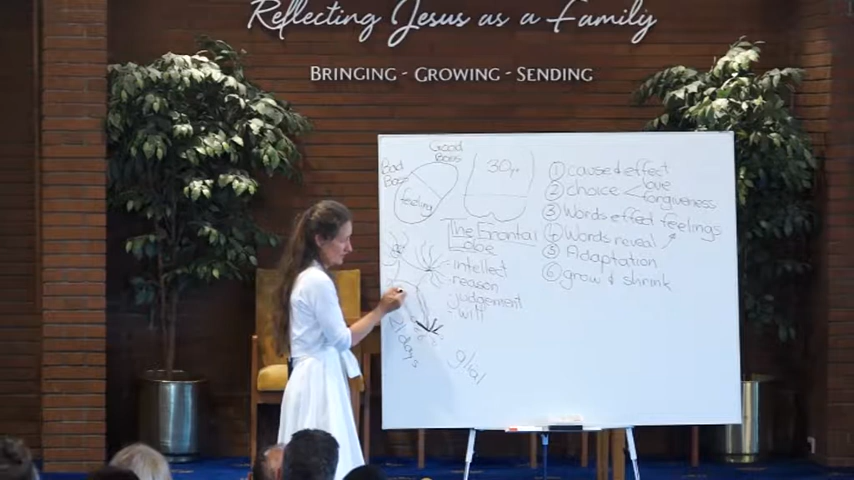 Reflecting Jesus as a Family
BRINGING - GROWING - SENDING
Good
Boss
Bad
Boss
feeling
30yr
The Frontal
Lobe
- intellect
- reason
- judgement
- will
21 days
glial
① cause & effect
② choice < love
forgiveness
③ Words effect feelings
④ Words reveal
⑤ Adaptation
⑥ grow & shrink